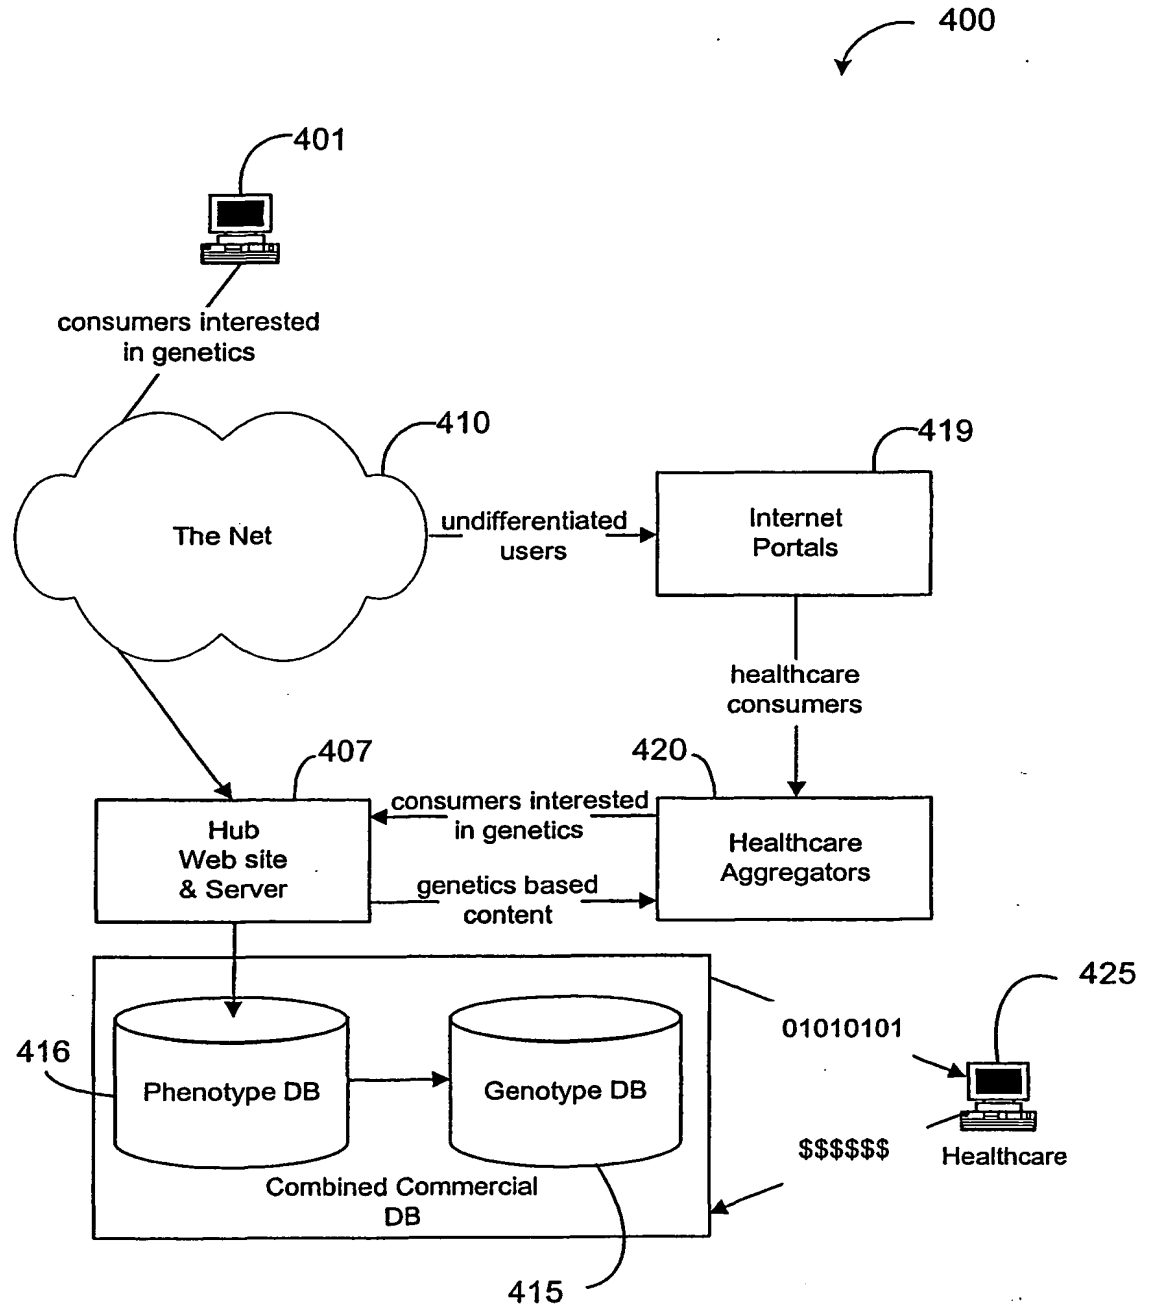 400
401
consumers interested
in genetics
410
419
The Net
undifferentiated
users
Internet
Portals
healthcare
consumers
407
420
consumers interested
in genetics
Hub
Web site
& Server
Healthcare
Aggregators
genetics based
content
425
01010101
416
Phenotype DB
Genotype DB
$$$$$$
Healthcare
Combined Commercial
DB
415